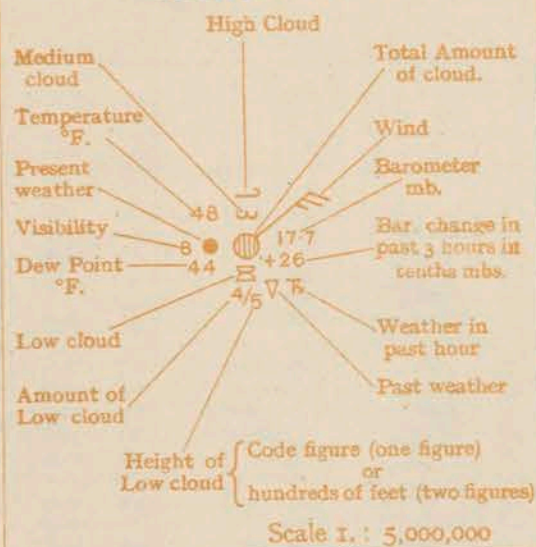 High Cloud
Medium
cloud
Total Amount
of cloud.
Temperature
°F.
Wind
Present
weather
Barometer
mb.
48
Visibility
8
17·7
Bar. change in
past 3 hours in
tenths mbs.
+26
Dew Point
°F.
44
4/5
Low cloud
Weather in
past hour
Amount of
Low cloud
Past weather
Height of
Low cloud
Code figure (one figure)
or
hundreds of feet (two figures)
Scale 1. : 5,000,000